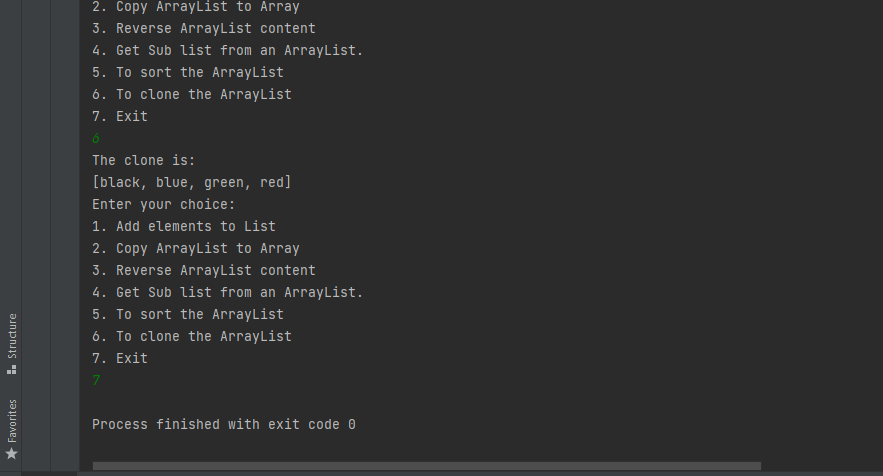 2. Copy ArrayList to Array
3. Reverse ArrayList content
4. Get Sub list from an ArrayList.
5. To sort the ArrayList
6. To clone the ArrayList
7. Exit
6
The clone is:
[black, blue, green, red]
Enter your choice:
1. Add elements to List
2. Copy ArrayList to Array
3. Reverse ArrayList content
4. Get Sub list from an ArrayList.
5. To sort the ArrayList
6. To clone the ArrayList
7. Exit
7
Process finished with exit code 0
Structure
Favorites